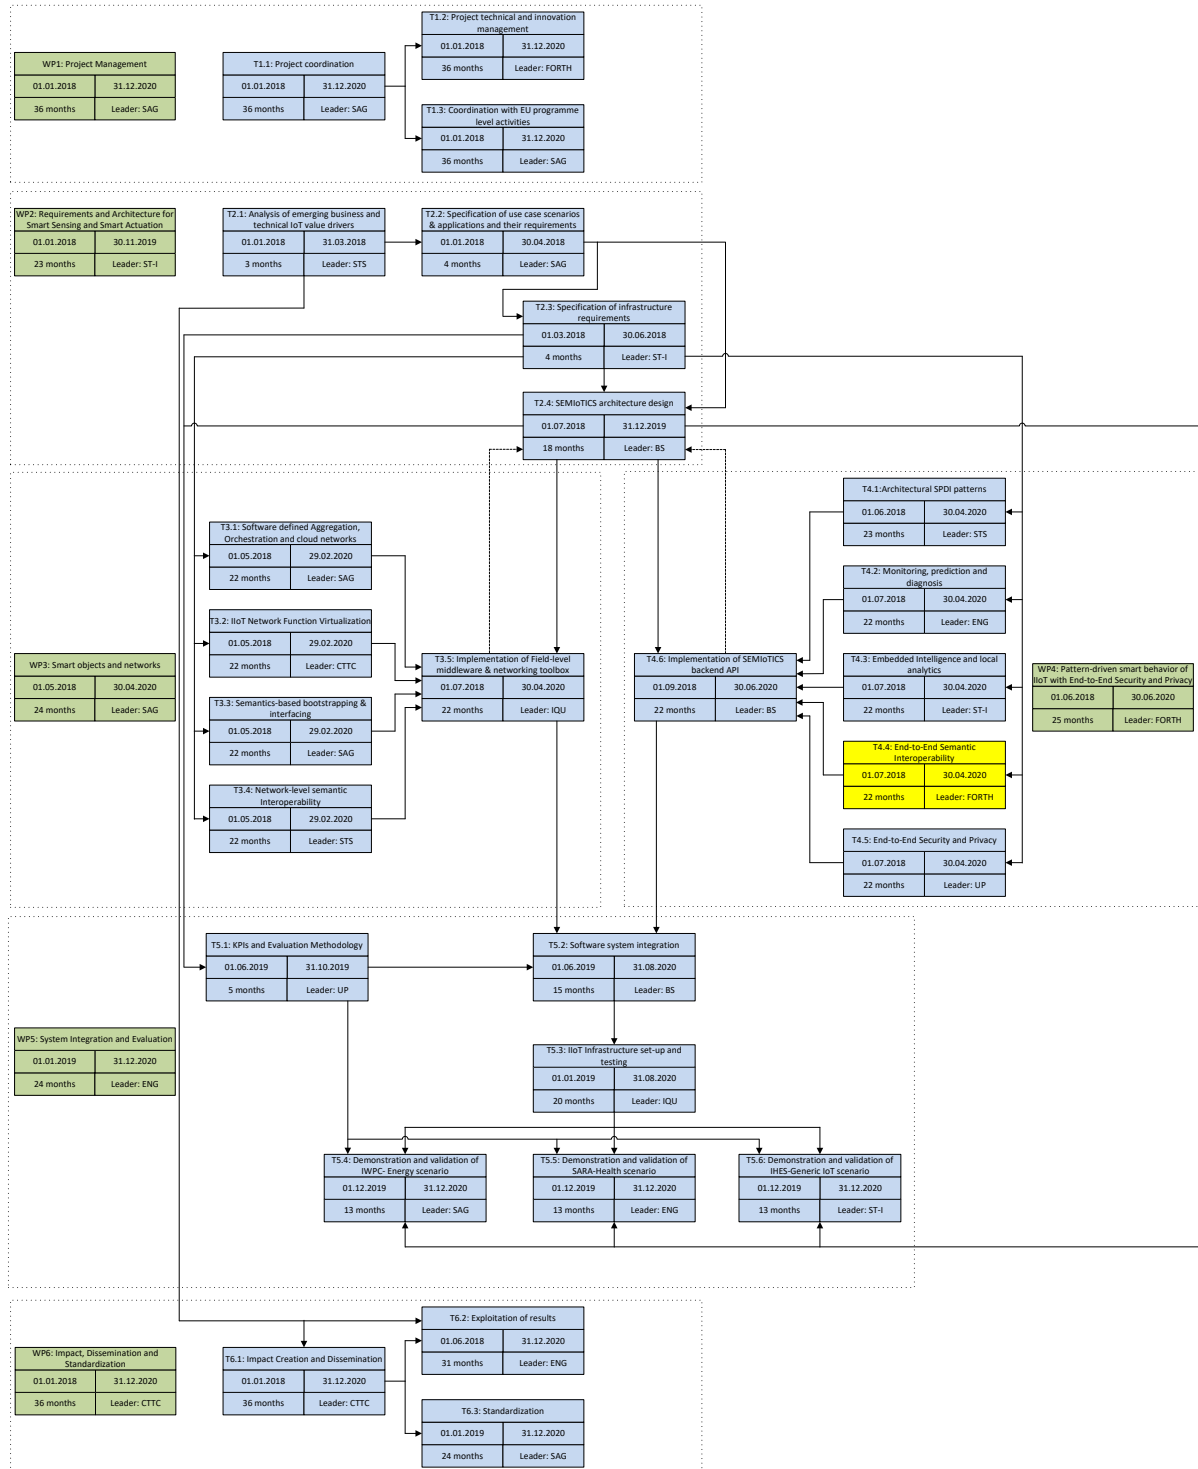 T1.2: Project technical and innovation
management
01.01.2018 31.12.2020
36 months Leader: FORTH
WP1: Project Management
01.01.2018 31.12.2020
36 months Leader: SAG
T1.1: Project coordination
01.01.2018 31.12.2020
36 months Leader: SAG
T1.3: Coordination with EU programme
level activities
01.01.2018 31.12.2020
36 months Leader: SAG
WP2: Requirements and Architecture for
Smart Sensing and Smart Actuation
01.01.2018 30.11.2019
23 months Leader: ST-I
T2.1: Analysis of emerging business and
technical IoT value drivers
01.01.2018 31.03.2018
3 months Leader: STS
T2.2: Specification of use case scenarios
& applications and their requirements
01.01.2018 30.04.2018
4 months Leader: SAG
T2.3: Specification of infrastructure
requirements
01.03.2018 30.06.2018
4 months Leader: ST-I
T2.4: SEMIoTICS architecture design
01.07.2018 31.12.2019
18 months Leader: BS
T3.1: Software defined Aggregation,
Orchestration and cloud networks
01.05.2018 29.02.2020
22 months Leader: SAG
T3.2: IIoT Network Function Virtualization
01.05.2018 29.02.2020
22 months Leader: CTTC
WP3: Smart objects and networks
01.05.2018 30.04.2020
24 months Leader: SAG
T3.3: Semantics-based bootstrapping &
interfacing
01.05.2018 29.02.2020
22 months Leader: SAG
T3.4: Network-level semantic
Interoperability
01.05.2018 29.02.2020
22 months Leader: STS
T3.5: Implementation of Field-level
middleware & networking toolbox
01.07.2018 30.04.2020
22 months Leader: IQU
T4.6: Implementation of SEMIoTICS
backend API
01.09.2018 30.06.2020
22 months Leader: BS
T4.1:Architectural SPDI patterns
01.06.2018 30.04.2020
23 months Leader: STS
T4.2: Monitoring, prediction and
diagnosis
01.07.2018 30.04.2020
22 months Leader: ENG
T4.3: Embedded Intelligence and local
analytics
01.07.2018 30.04.2020
22 months Leader: ST-I
T4.4: End-to-End Semantic
Interoperability
01.07.2018 30.04.2020
22 months Leader: FORTH
T4.5: End-to-End Security and Privacy
01.07.2018 30.04.2020
22 months Leader: UP
WP4: Pattern-driven smart behavior of
IIoT with End-to-End Security and Privacy
01.06.2018 30.06.2020
25 months Leader: FORTH
T5.1: KPIs and Evaluation Methodology
01.06.2019 31.10.2019
5 months Leader: UP
T5.2: Software system integration
01.06.2019 31.08.2020
15 months Leader: BS
WP5: System Integration and Evaluation
01.01.2019 31.12.2020
24 months Leader: ENG
T5.3: IIoT Infrastructure set-up and
testing
01.01.2019 31.08.2020
20 months Leader: IQU
T5.4: Demonstration and validation of
IWPC- Energy scenario
01.12.2019 31.12.2020
13 months Leader: SAG
T5.5: Demonstration and validation of
SARA-Health scenario
01.12.2019 31.12.2020
13 months Leader: ENG
T5.6: Demonstration and validation of
IHES-Generic IoT scenario
01.12.2019 31.12.2020
13 months Leader: ST-I
T6.2: Exploitation of results
01.06.2018 31.12.2020
31 months Leader: ENG
WP6: Impact, Dissemination and
Standardization
01.01.2018 31.12.2020
36 months Leader: CTTC
T6.1: Impact Creation and Dissemination
01.01.2018 31.12.2020
36 months Leader: CTTC
T6.3: Standardization
01.01.2019 31.12.2020
24 months Leader: SAG